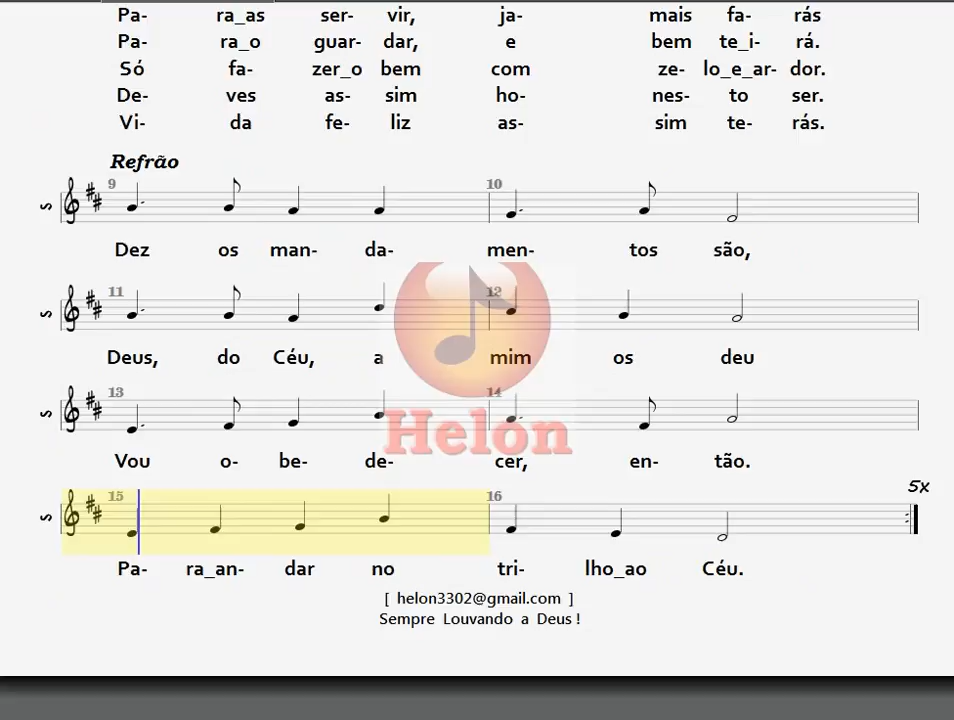 Pa- ra_as ser- vir, ja- mais fa- rás
Pa- ra_o guar- dar, e bem te_i- rá.
Só fa- zer_o bem com ze- lo_e_ar- dor.
De- ves as- sim ho- nes- to ser.
Vi- da fe- liz as- sim te- rás.
Refrão
9 10
S
Dez os man- da- men- tos são,
11 12
S
Deus, do Céu, a mim os deu
13 14
S
Vou o- be- de- cer, en- tão.
Helon
15 16 5x
S
Pa- ra_an- dar no tri- lho_ao Céu.
[ helon3302@gmail.com ]
Sempre Louvando a Deus !